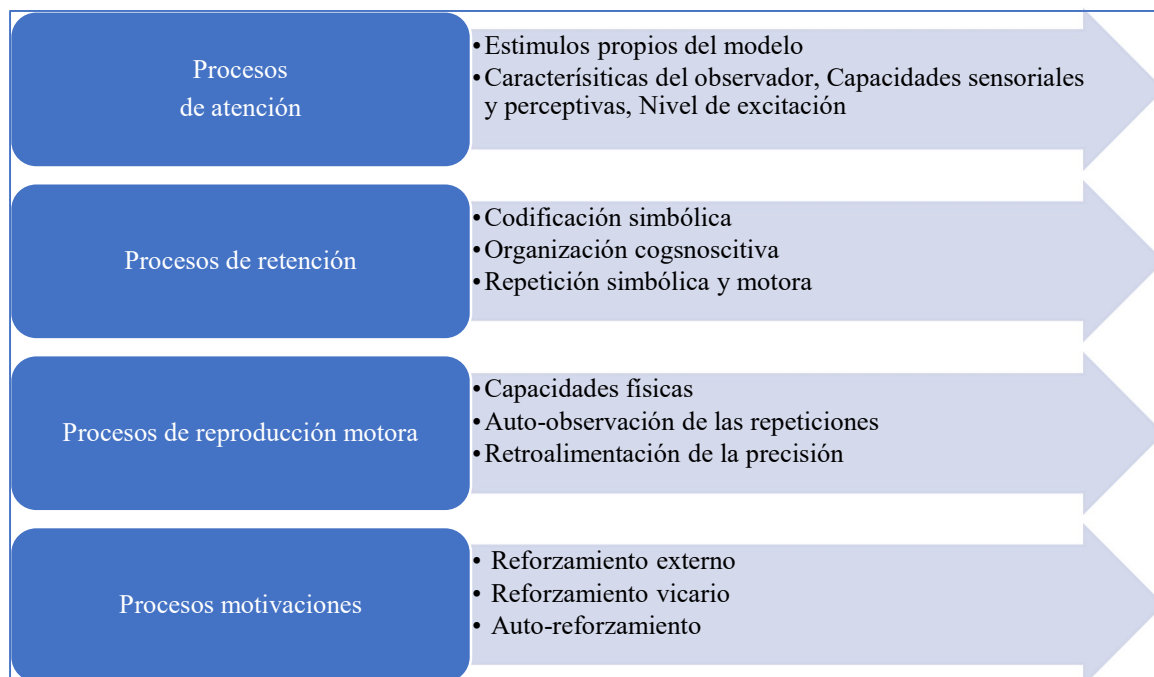 Procesos
de atención
•Estimulos propios del modelo
•Caracterísiticas del observador, Capacidades sensoriales
y perceptivas, Nivel de excitación
Procesos de retención
•Codificación simbólica
•Organización cogsnoscitiva
•Repetición simbólica y motora
Procesos de reproducción motora
•Capacidades físicas
•Auto-observación de las repeticiones
•Retroalimentación de la precisión
Procesos motivaciones
• Reforzamiento externo
• Reforzamiento vicario
• Auto-reforzamiento